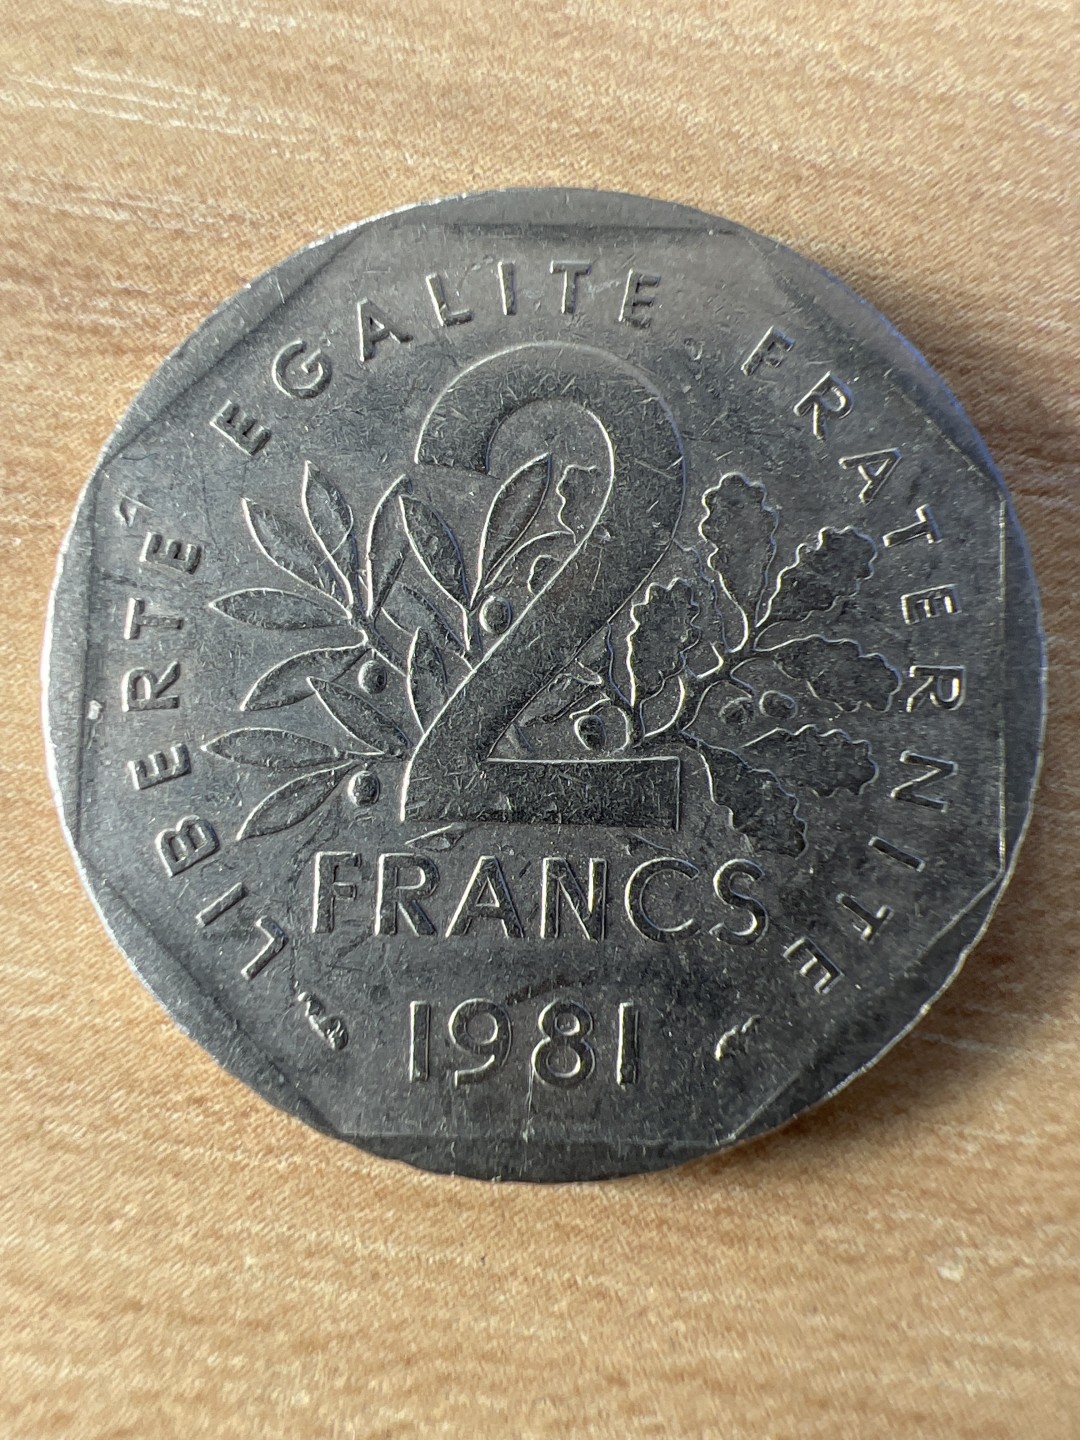 LIBERTE EGALITE FRATERNITE
2
FRANCS
1981